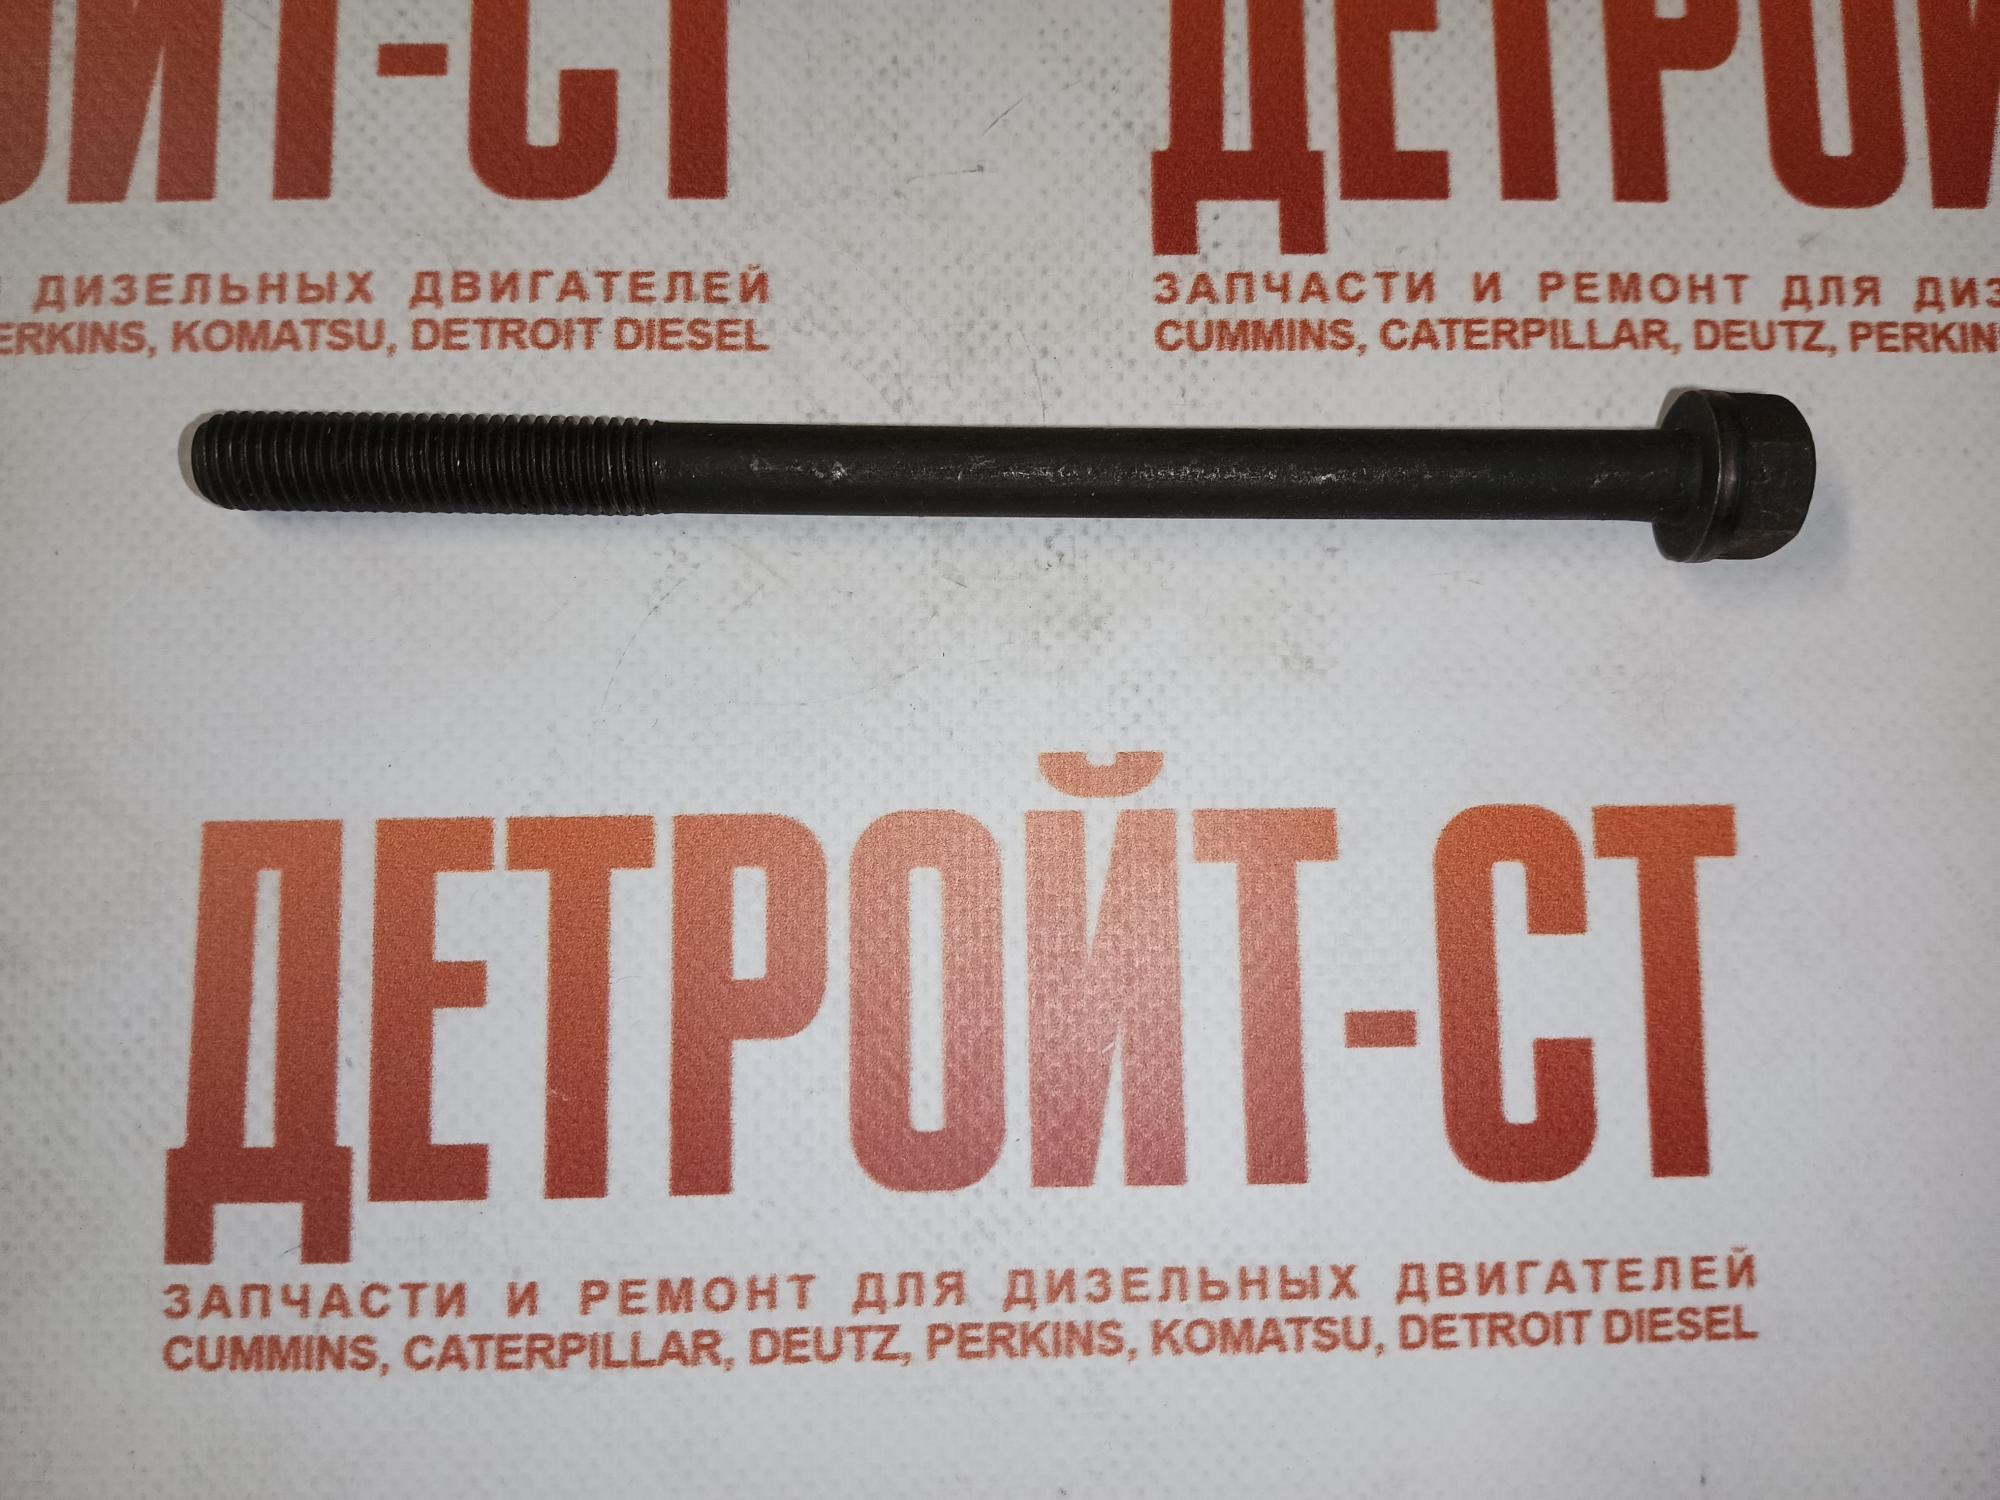 ОЙТ-СТ
ДИЗЕЛЬНЫХ ДВИГАТЕЛЕЙ
ERKINS, KOMATSU, DETROIT DIESEL
ДЕТРОЙ
ЗАПЧАСТИ И РЕМОНТ ДЛЯ ДИЗ
CUMMINS, CATERPILLAR, DEUTZ, PERKIN
ДЕТРОЙТ-СТ
ЗАПЧАСТИ И РЕМОНТ ДЛЯ ДИЗЕЛЬНЫХ ДВИГАТЕЛЕЙ
CUMMINS, CATERPILLAR, DEUTZ, PERKINS, KOMATSU, DETROIT DIESEL